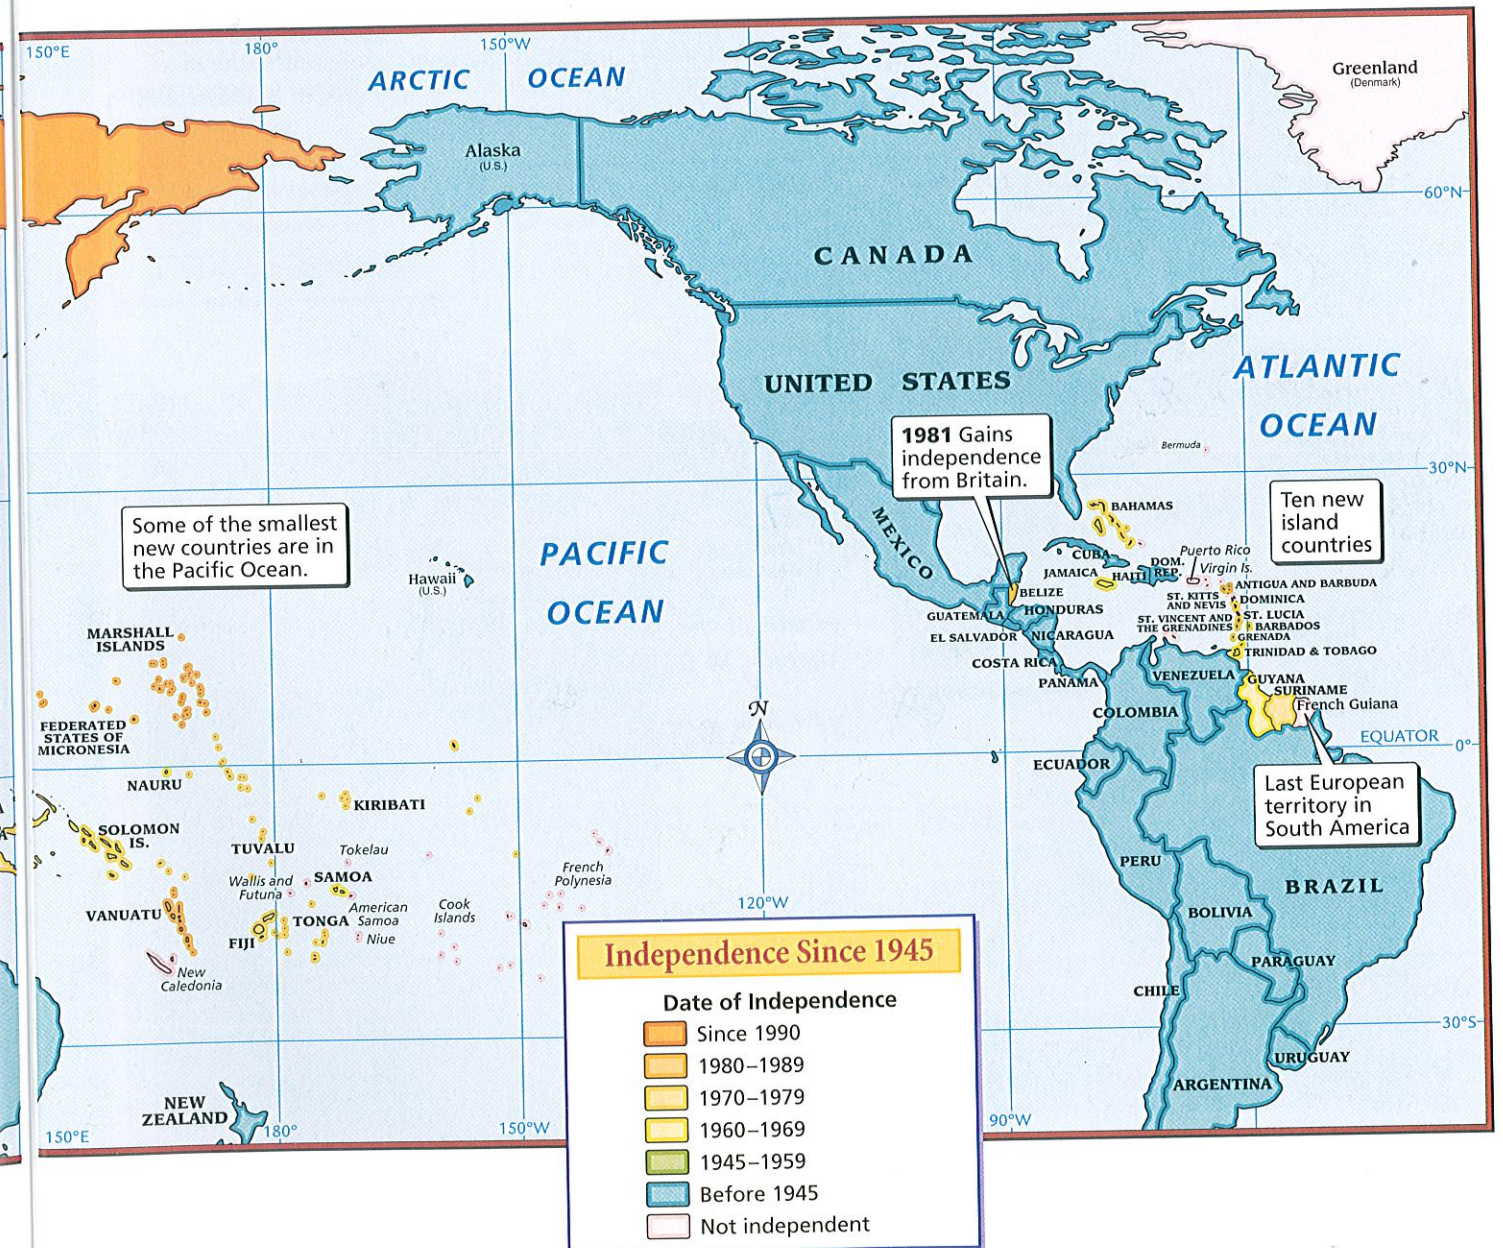 150°E
180°
150°W
ARCTIC OCEAN
Greenland
(Denmark)
Alaska
(U.S.)
60°N
CANADA
UNITED STATES
ATLANTIC
OCEAN
1981 Gains
independence
from Britain.
Bermuda
30°N
Some of the smallest
new countries are in
the Pacific Ocean.
Ten new
island
countries
MEXICO
BAHAMAS
PACIFIC
OCEAN
Hawaii
(U.S.)
CUBA
DOM.
REP.
Puerto Rico
Virgin Is.
JAMAICA
HAITI
ANTIGUA AND BARBUDA
BELIZE
ST. KITTS
AND NEVIS
DOMINICA
HONDURAS
GUATEMALA
ST. VINCENT AND
THE GRENADINES
ST. LUCIA
BARBADOS
EL SALVADOR
NICARAGUA
GRENADA
TRINIDAD & TOBAGO
COSTA RICA
PANAMA
VENEZUELA
GUYANA
SURINAME
French Guiana
COLOMBIA
MARSHALL
ISLANDS
FEDERATED
STATES OF
MICRONESIA
N
EQUATOR
0°
ECUADOR
NAURU
KIRIBATI
Last European
territory in
South America
SOLOMON
IS.
TUVALU
Tokelau
PERU
Wallis and
Futuna
SAMOA
French
Polynesia
BRAZIL
VANUATU
TONGA
American
Samoa
Cook
Islands
120°W
BOLIVIA
FIJI
Niue
New
Caledonia
PARAGUAY
CHILE
30°S
URUGUAY
ARGENTINA
NEW
ZEALAND
150°E
180°
150°W
90°W
Independence Since 1945
Date of Independence
Since 1990
1980–1989
1970–1979
1960–1969
1945–1959
Before 1945
Not independent